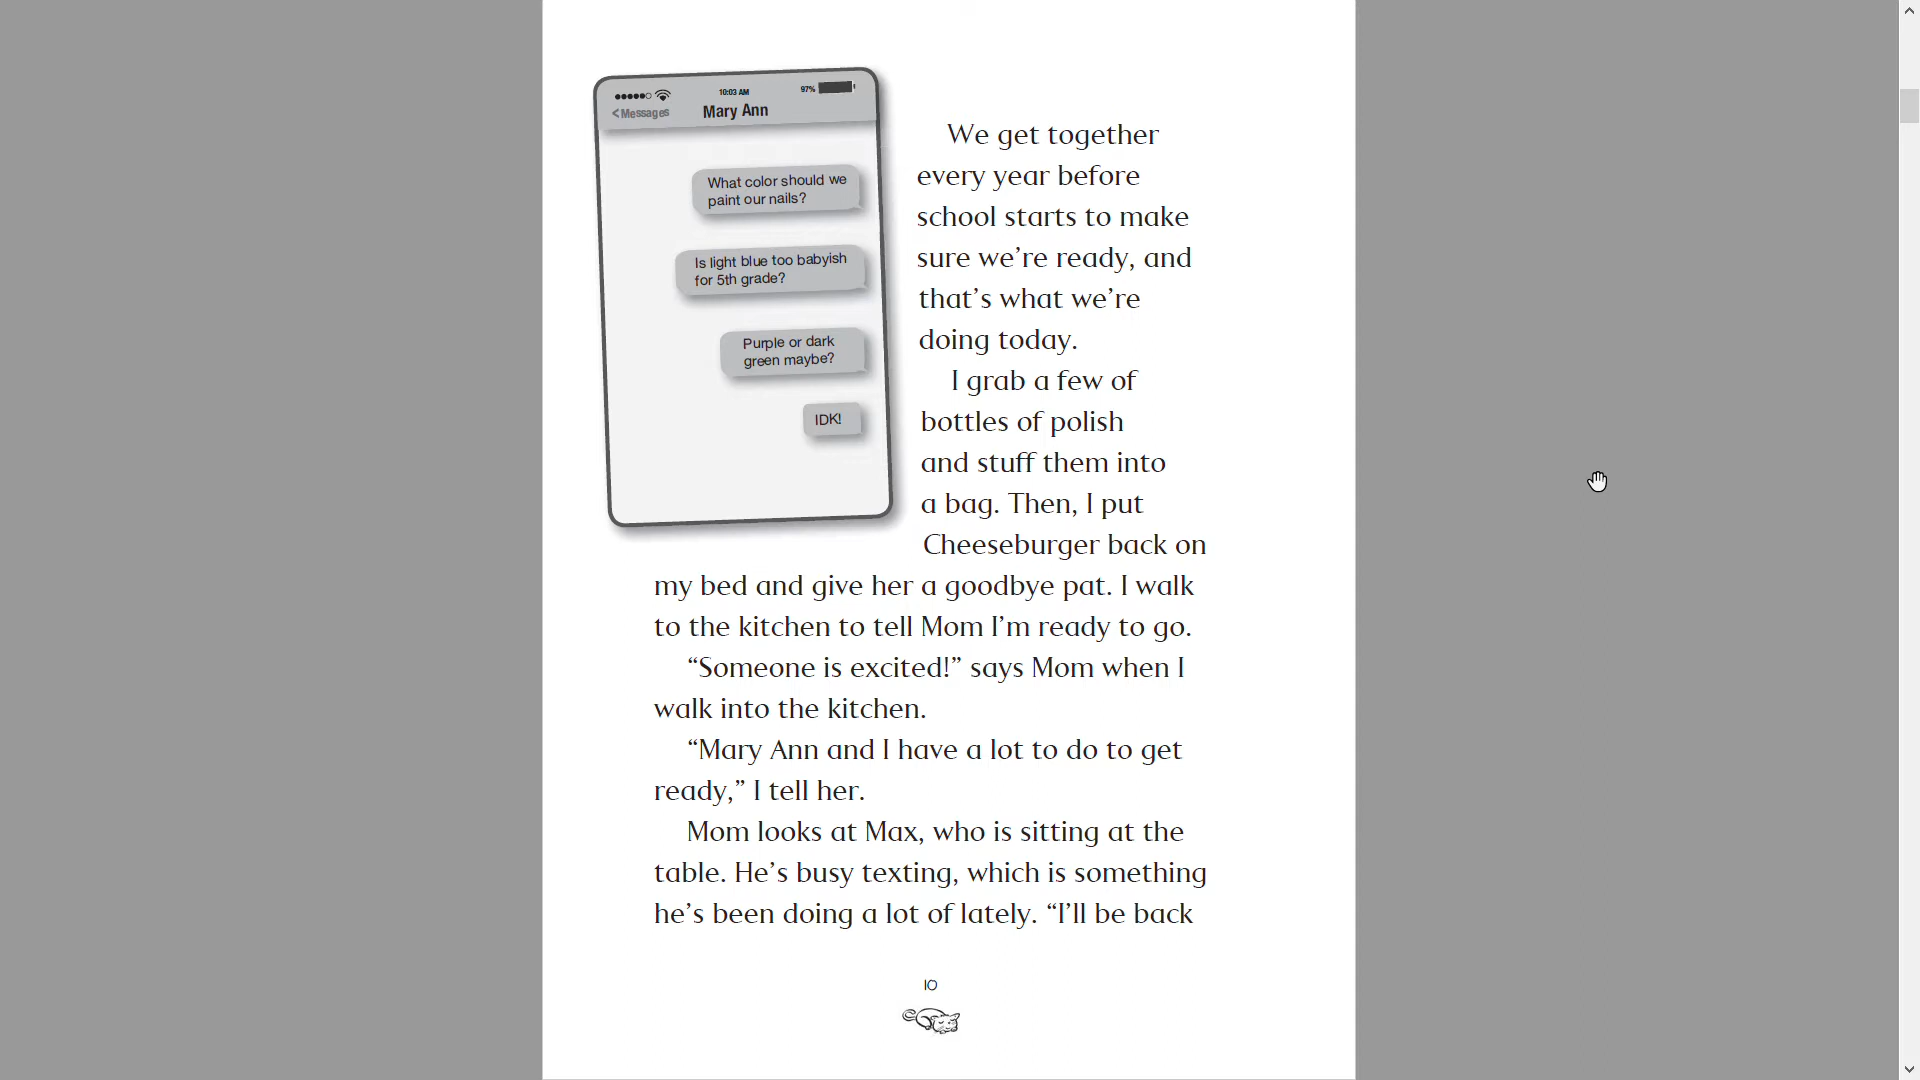 10:03 AM
97%
<Messages
Mary Ann
What color should we
paint our nails?
Is light blue too babyish
for 5th grade?
Purple or dark
green maybe?
IDK!
We get together
every year before
school starts to make
sure we’re ready, and
that’s what we’re
doing today.
I grab a few of
bottles of polish
and stuff them into
a bag. Then, I put
Cheeseburger back on
my bed and give her a goodbye pat. I walk
to the kitchen to tell Mom I’m ready to go.
“Someone is excited!” says Mom when I
walk into the kitchen.
“Mary Ann and I have a lot to do to get
ready,” I tell her.
Mom looks at Max, who is sitting at the
table. He’s busy texting, which is something
he’s been doing a lot of lately. “I’ll be back
10